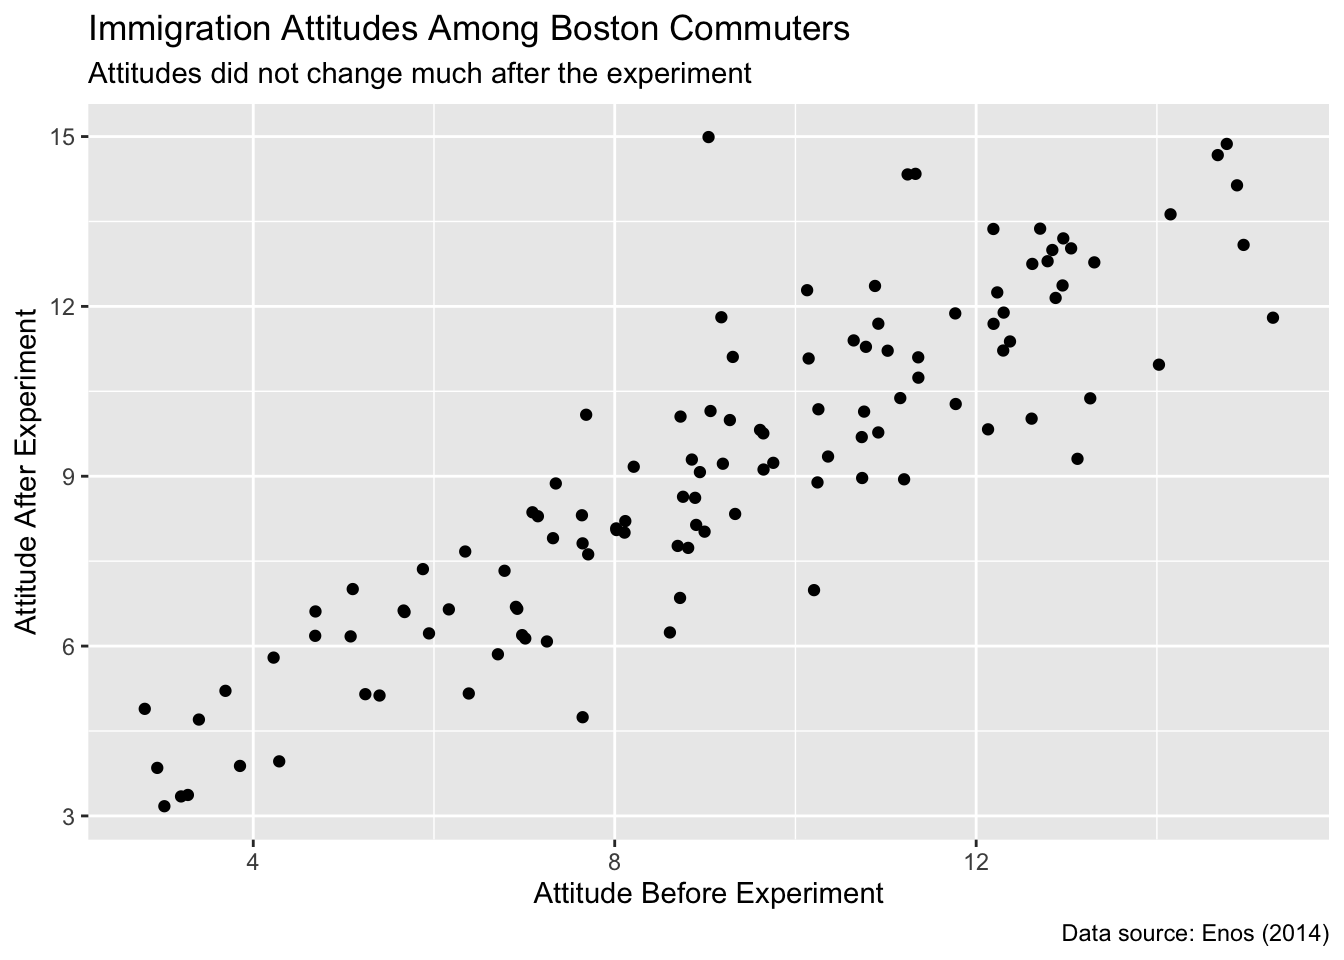 Immigration Attitudes Among Boston Commuters
Attitudes did not change much after the experiment
15
12
9
6
3
Attitude After Experiment
4 8 12
Attitude Before Experiment
Data source: Enos (2014)